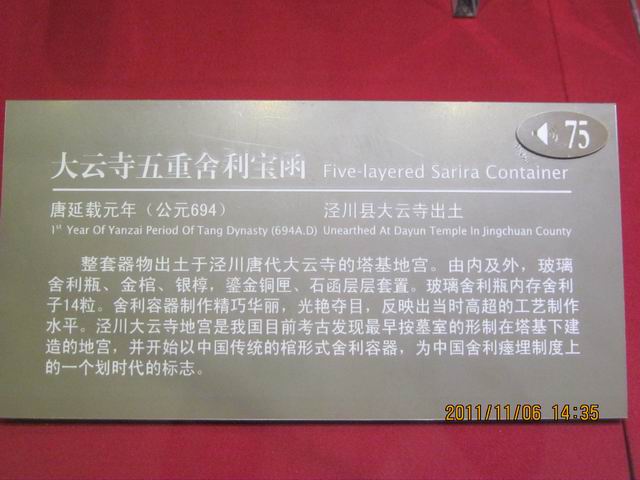 75
大云寺五重舍利宝函 Five-layered Sarira Container
唐延载元年（公元694） 泾川县大云寺出土
1st Year Of Yanzai Period Of Tang Dynasty (694A.D) Unearthed At Dayun Temple In Jingchuan County
整套器物出土于泾川唐代大云寺的塔基地宫。由内及外，玻璃
舍利瓶、金棺、银椁，鎏金铜匣、石函层层套置。玻璃舍利瓶内存舍利
子14粒。舍利容器制作精巧华丽，光艳夺目，反映出当时高超的工艺制作
水平。泾川大云寺地宫是我国目前考古发现最早按墓室的形制在塔基下建
造的地宫，并开始以中国传统的棺形式舍利容器，为中国舍利瘗埋制度上
的一个划时代的标志。
2011/11/06 14:35